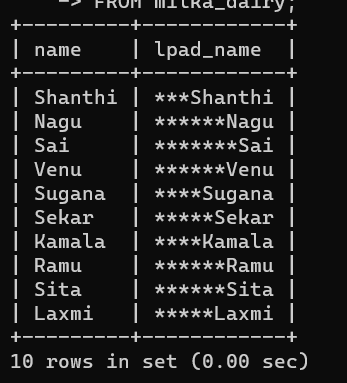 -> FROM milka_dairy;
+---------+------------+
| name    | lpad_name  |
+---------+------------+
| Shanthi | ***Shanthi |
| Nagu    | ******Nagu |
| Sai     | *******Sai |
| Venu    | ******Venu |
| Sugana  | ****Sugana |
| Sekar   | *****Sekar |
| Kamala  | ****Kamala |
| Ramu    | ******Ramu |
| Sita    | ******Sita |
| Laxmi   | *****Laxmi |
+---------+------------+
10 rows in set (0.00 sec)